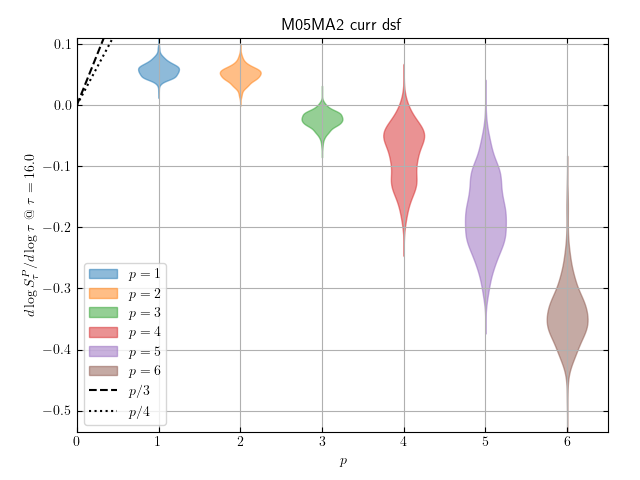 M05MA2 curr dsf
d log S_τ^p / d log τ @ τ = 16.0
0.1
0.0
−0.1
−0.2
−0.3
−0.4
−0.5
p = 1
p = 2
p = 3
p = 4
p = 5
p = 6
p/3
p/4
0 1 2 3 4 5 6
p